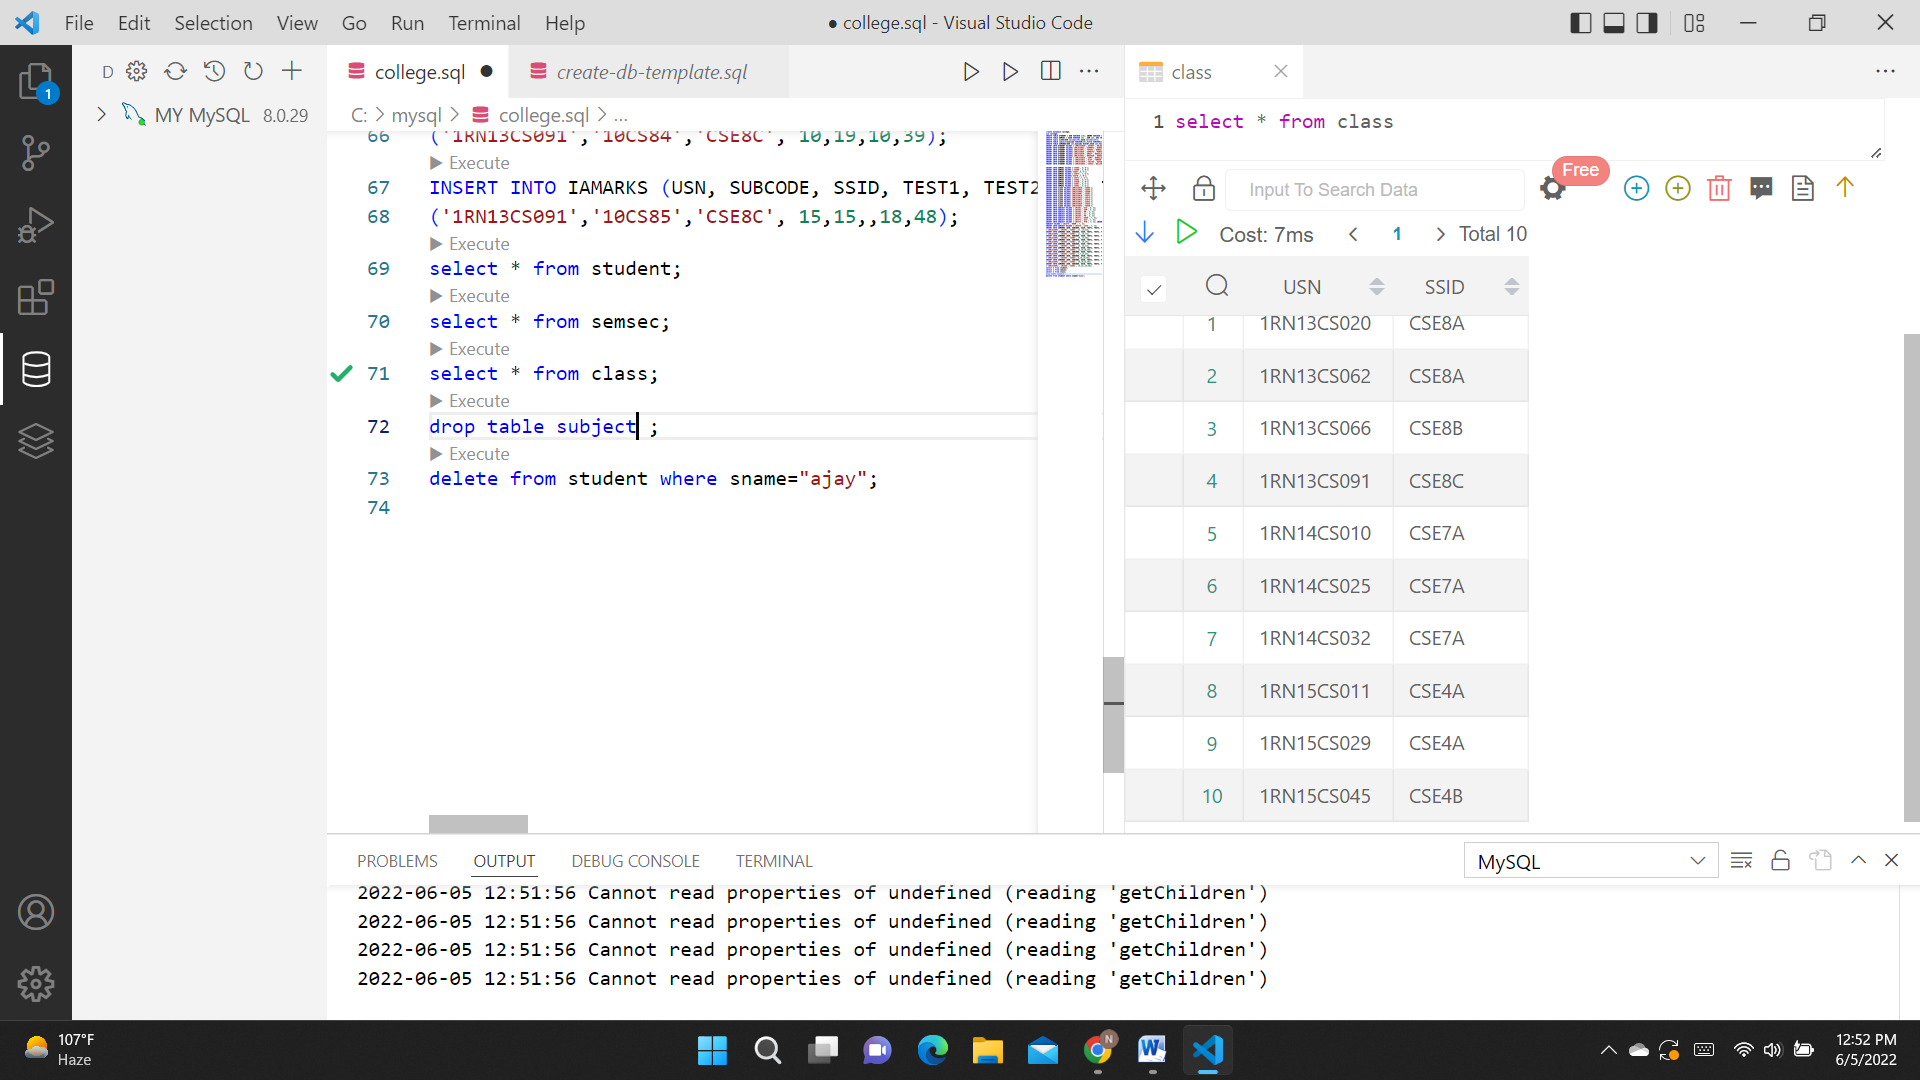 File Edit Selection View Go Run Terminal Help
● college.sql - Visual Studio Code
1
D
MY MySQL 8.0.29
college.sql ●
create-db-template.sql
C: > mysql > college.sql > ...
66 ('1RN13CS091','10CS84','CSE8C', 10,19,10,39);
Execute
67 INSERT INTO IAMARKS (USN, SUBCODE, SSID, TEST1, TEST2
68 ('1RN13CS091','10CS85','CSE8C', 15,15,,18,48);
Execute
69 select * from student;
Execute
70 select * from semsec;
Execute
71 select * from class;
Execute
72 drop table subject ;
Execute
73 delete from student where sname="ajay";
74
class
1 select * from class
Input To Search Data
Free
Cost: 7ms < 1 > Total 10
USN SSID
1 1RN13CS020 CSE8A
2 1RN13CS062 CSE8A
3 1RN13CS066 CSE8B
4 1RN13CS091 CSE8C
5 1RN14CS010 CSE7A
6 1RN14CS025 CSE7A
7 1RN14CS032 CSE7A
8 1RN15CS011 CSE4A
9 1RN15CS029 CSE4A
10 1RN15CS045 CSE4B
PROBLEMS OUTPUT DEBUG CONSOLE TERMINAL
MySQL
2022-06-05 12:51:56 Cannot read properties of undefined (reading 'getChildren')
2022-06-05 12:51:56 Cannot read properties of undefined (reading 'getChildren')
2022-06-05 12:51:56 Cannot read properties of undefined (reading 'getChildren')
2022-06-05 12:51:56 Cannot read properties of undefined (reading 'getChildren')
107°F
Haze
N
W
12:52 PM
6/5/2022